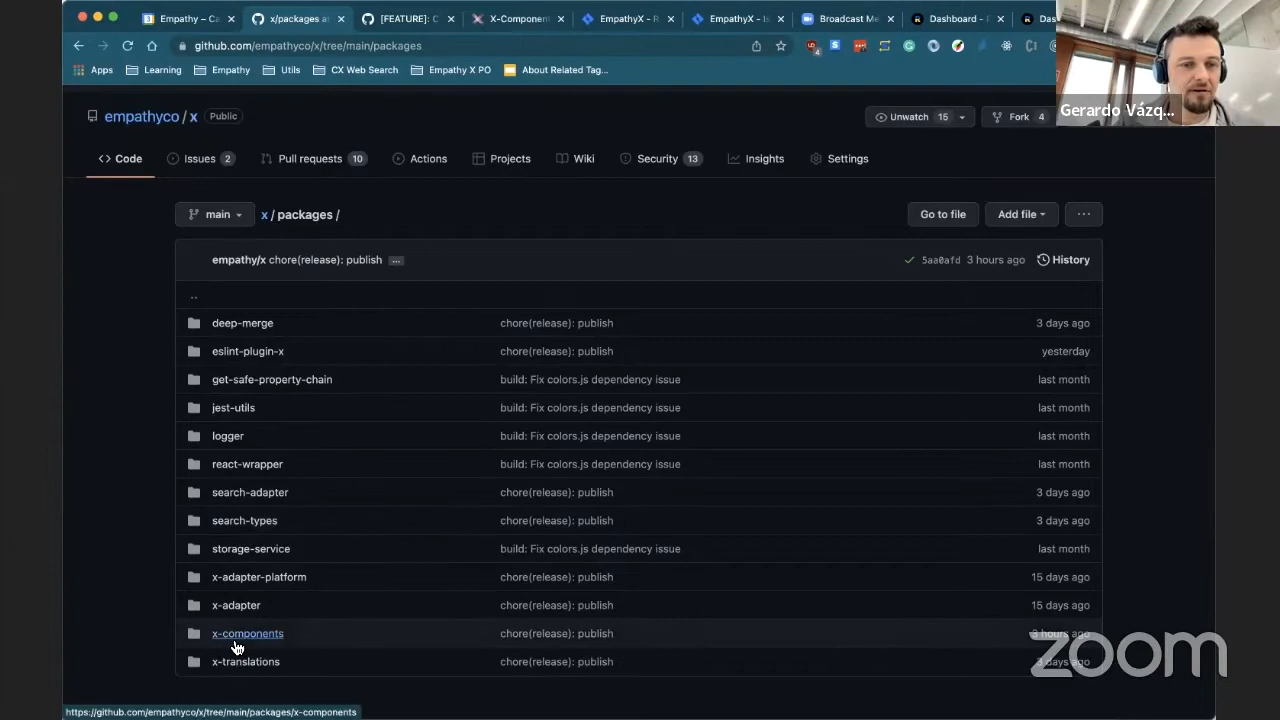 Empathy – Ca
x/packages a
[FEATURE]: C
X-Component
EmpathyX - R
EmpathyX - Is
Broadcast Me
Dashboard - R
Das
github.com/empathyco/x/tree/main/packages
4
Apps
Learning
Empathy
Utils
CX Web Search
Empathy X PO
About Related Tag...
Gerardo Vázq...
empathyco / x Public
Unwatch 15
Fork 4
Code
Issues 2
Pull requests 10
Actions
Projects
Wiki
Security 13
Insights
Settings
main
x / packages /
Go to file
Add file
...
empathy/x chore(release): publish ...
5aa0afd 3 hours ago History
..
deep-merge chore(release): publish 3 days ago
eslint-plugin-x chore(release): publish yesterday
get-safe-property-chain build: Fix colors.js dependency issue last month
jest-utils build: Fix colors.js dependency issue last month
logger build: Fix colors.js dependency issue last month
react-wrapper build: Fix colors.js dependency issue last month
search-adapter chore(release): publish 3 days ago
search-types chore(release): publish 3 days ago
storage-service build: Fix colors.js dependency issue last month
x-adapter-platform chore(release): publish 15 days ago
x-adapter chore(release): publish 15 days ago
x-components chore(release): publish 3 hours ago
x-translations chore(release): publish 3 days ago
zoom
https://github.com/empathyco/x/tree/main/packages/x-components